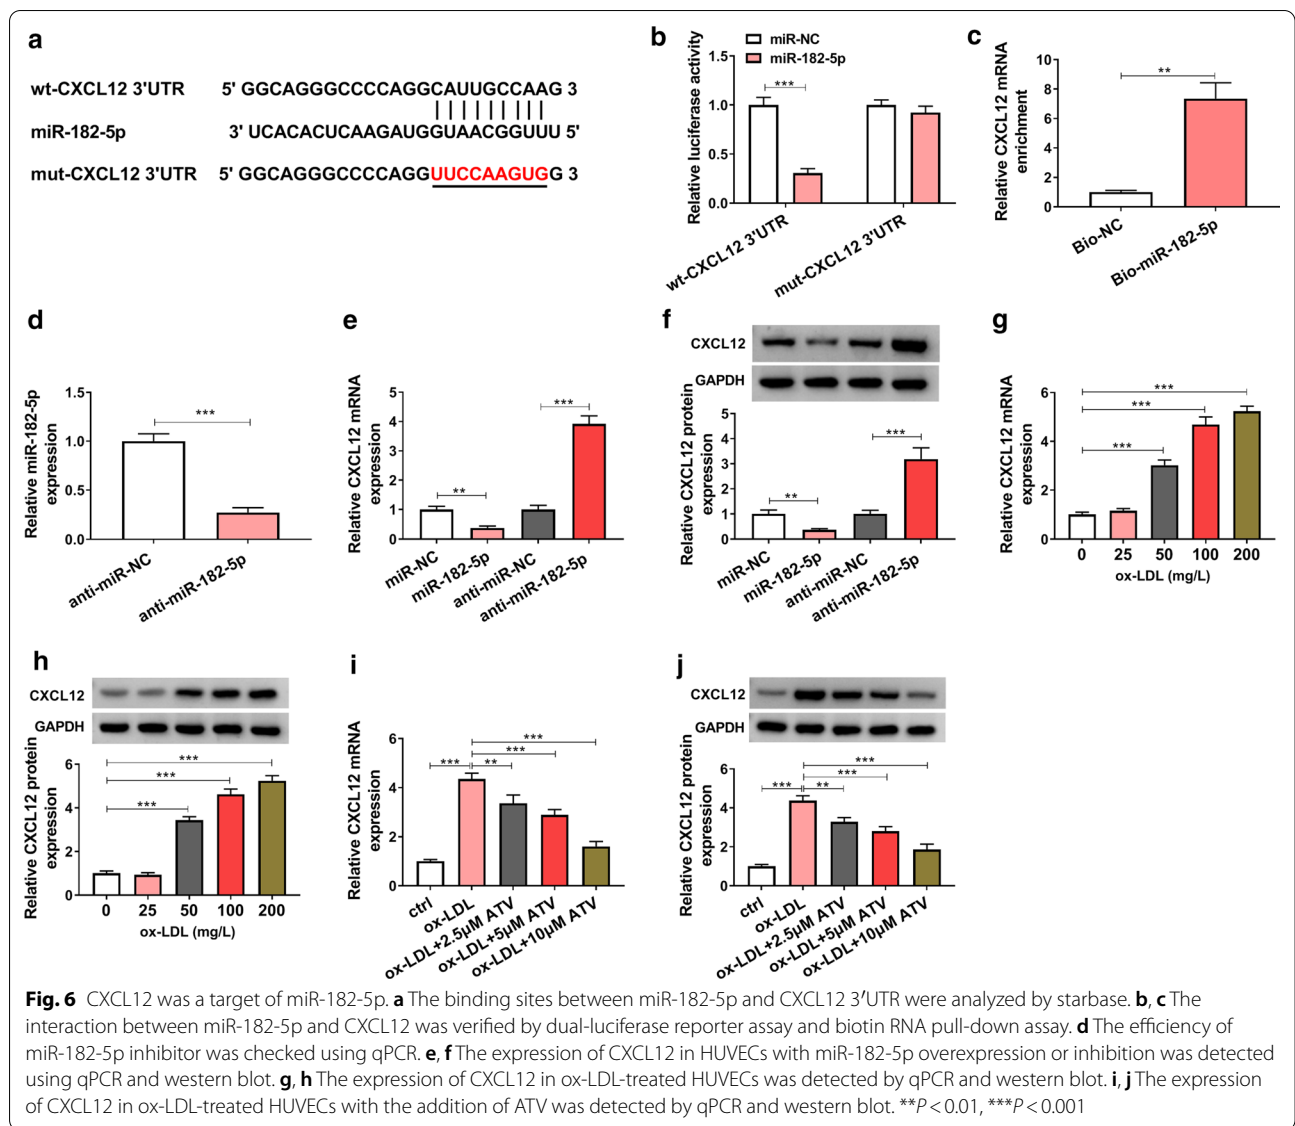 a
wt-CXCL12 3'UTR 5' GGCAGGGCCCCAGGCAUUGCCAAG 3
miR-182-5p 3' UCACACUCAAGAUGGUAACGGUUU 5'
mut-CXCL12 3'UTR 5' GGCAGGGCCCCAGGUUCCAAGUGG 3
b
miR-NC
miR-182-5p
Relative luciferase activity
1.5
1.0
0.5
0.0
***
wt-CXCL12 3'UTR
mut-CXCL12 3'UTR
c
Relative CXCL12 mRNA
enrichment
10
8
6
4
2
0
**
Bio-NC
Bio-miR-182-5p
d
Relative miR-182-5p
expression
1.5
1.0
0.5
0.0
***
anti-miR-NC
anti-miR-182-5p
e
Relative CXCL12 mRNA
expression
5
4
3
2
1
0
**
***
miR-NC
miR-182-5p
anti-miR-NC
anti-miR-182-5p
f
CXCL12
GAPDH
Relative CXCL12 protein
expression
5
4
3
2
1
0
**
***
miR-NC
miR-182-5p
anti-miR-NC
anti-miR-182-5p
g
Relative CXCL12 mRNA
expression
6
4
2
0
***
***
***
0 25 50 100 200
ox-LDL (mg/L)
h
CXCL12
GAPDH
Relative CXCL12 protein
expression
6
4
2
0
***
***
***
0 25 50 100 200
ox-LDL (mg/L)
i
Relative CXCL12 mRNA
expression
6
4
2
0
***
***
*** **
ctrl
ox-LDL
ox-LDL+2.5μM ATV
ox-LDL+5μM ATV
ox-LDL+10μM ATV
j
CXCL12
GAPDH
Relative CXCL12 protein
expression
6
4
2
0
***
***
*** **
ctrl
ox-LDL
ox-LDL+2.5μM ATV
ox-LDL+5μM ATV
ox-LDL+10μM ATV
Fig. 6 CXCL12 was a target of miR-182-5p. a The binding sites between miR-182-5p and CXCL12 3′UTR were analyzed by starbase. b, c The
interaction between miR-182-5p and CXCL12 was verified by dual-luciferase reporter assay and biotin RNA pull-down assay. d The efficiency of
miR-182-5p inhibitor was checked using qPCR. e, f The expression of CXCL12 in HUVECs with miR-182-5p overexpression or inhibition was detected
using qPCR and western blot. g, h The expression of CXCL12 in ox-LDL-treated HUVECs was detected by qPCR and western blot. i, j The expression
of CXCL12 in ox-LDL-treated HUVECs with the addition of ATV was detected by qPCR and western blot. **P < 0.01, ***P < 0.001